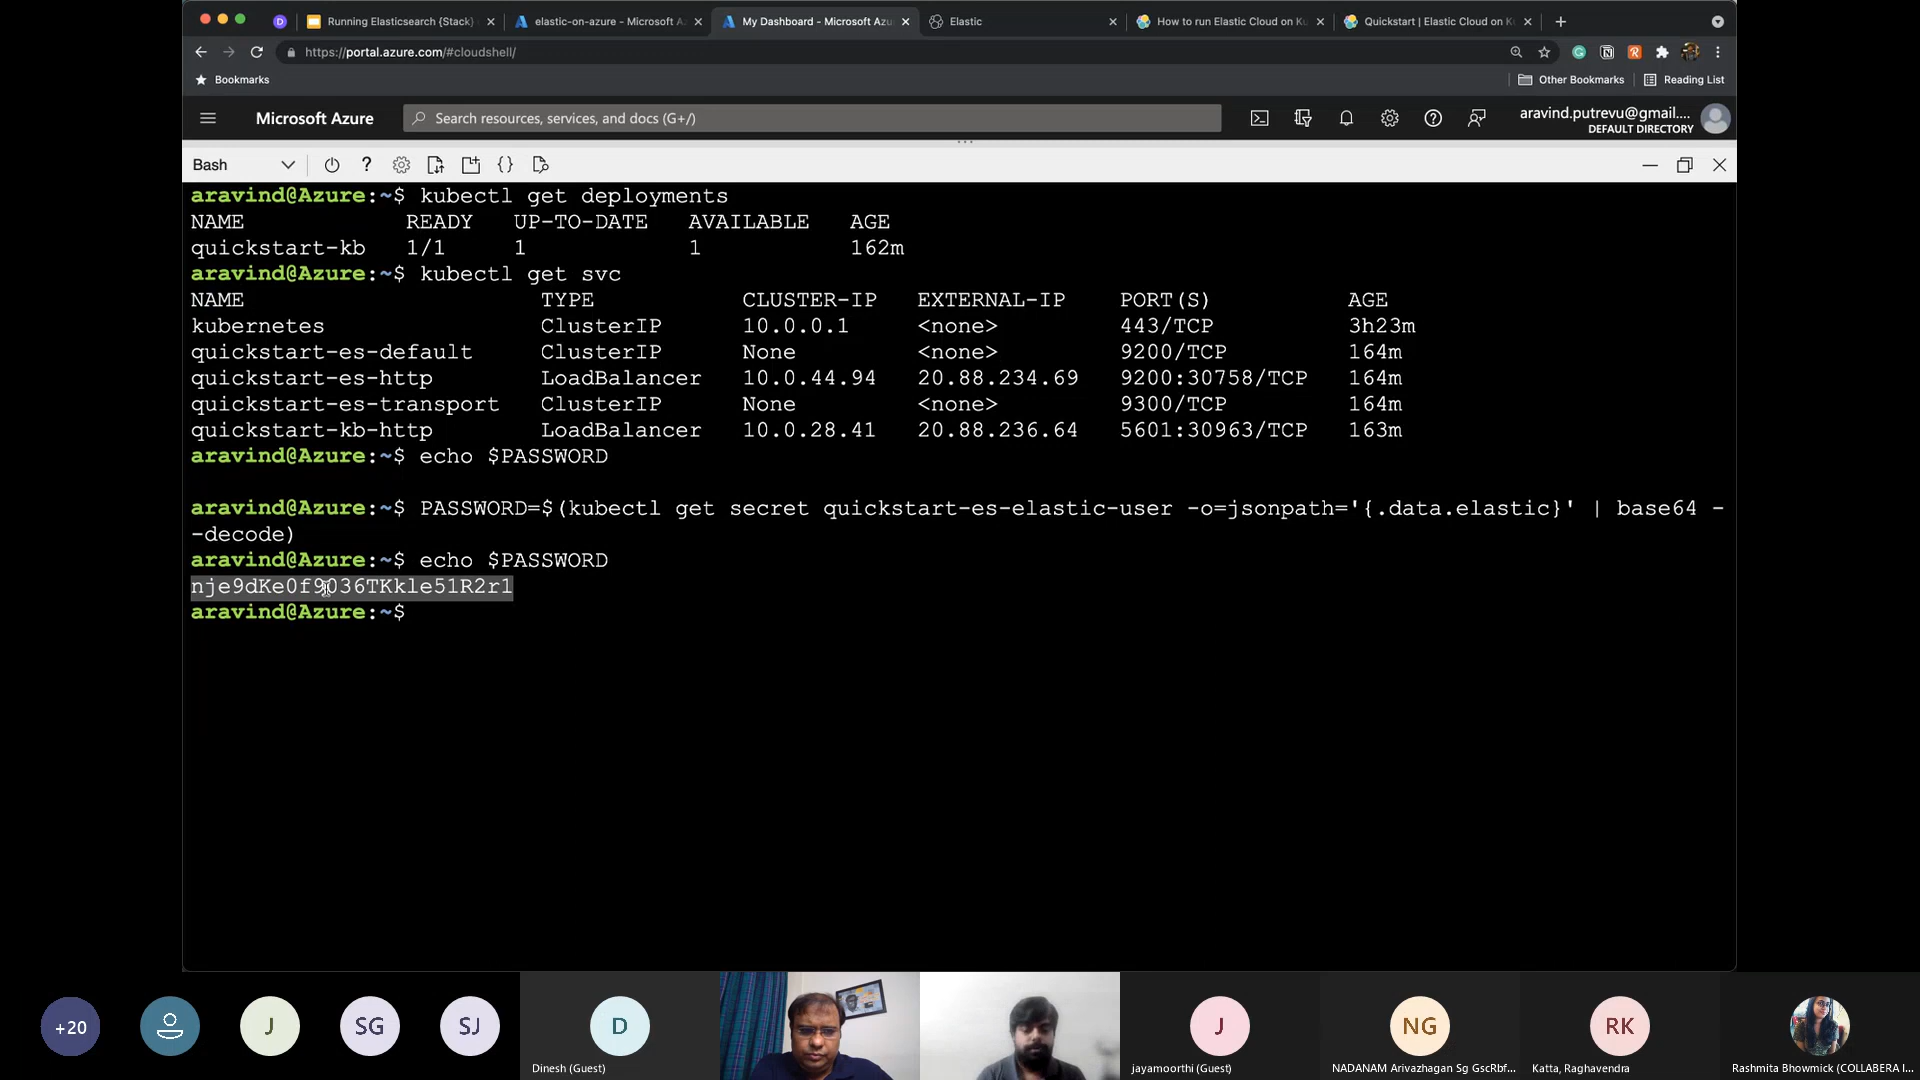 Running Elasticsearch {Stack}
elastic-on-azure - Microsoft A
My Dashboard - Microsoft Azu
Elastic
How to run Elastic Cloud on Ku
Quickstart | Elastic Cloud on K
https://portal.azure.com/#cloudshell/
Bookmarks
Other Bookmarks
Reading List
Microsoft Azure
Search resources, services, and docs (G+/)
aravind.putrevu@gmail....
DEFAULT DIRECTORY
Bash
aravind@Azure:~$ kubectl get deployments
NAME READY UP-TO-DATE AVAILABLE AGE
quickstart-kb 1/1 1 1 162m
aravind@Azure:~$ kubectl get svc
NAME TYPE CLUSTER-IP EXTERNAL-IP PORT(S) AGE
kubernetes ClusterIP 10.0.0.1 <none> 443/TCP 3h23m
quickstart-es-default ClusterIP None <none> 9200/TCP 164m
quickstart-es-http LoadBalancer 10.0.44.94 20.88.234.69 9200:30758/TCP 164m
quickstart-es-transport ClusterIP None <none> 9300/TCP 164m
quickstart-kb-http LoadBalancer 10.0.28.41 20.88.236.64 5601:30963/TCP 163m
aravind@Azure:~$ echo $PASSWORD
aravind@Azure:~$ PASSWORD=$(kubectl get secret quickstart-es-elastic-user -o=jsonpath='{.data.elastic}' | base64 -
-decode)
aravind@Azure:~$ echo $PASSWORD
nje9dKe0f9O36TKkle51R2r1
aravind@Azure:~$
+20
J
SG
SJ
D
Dinesh (Guest)
J
jayamoorthi (Guest)
NG
NADANAM Arivazhagan Sg GscRbf...
RK
Katta, Raghavendra
Rashmita Bhowmick (COLLABERA I...